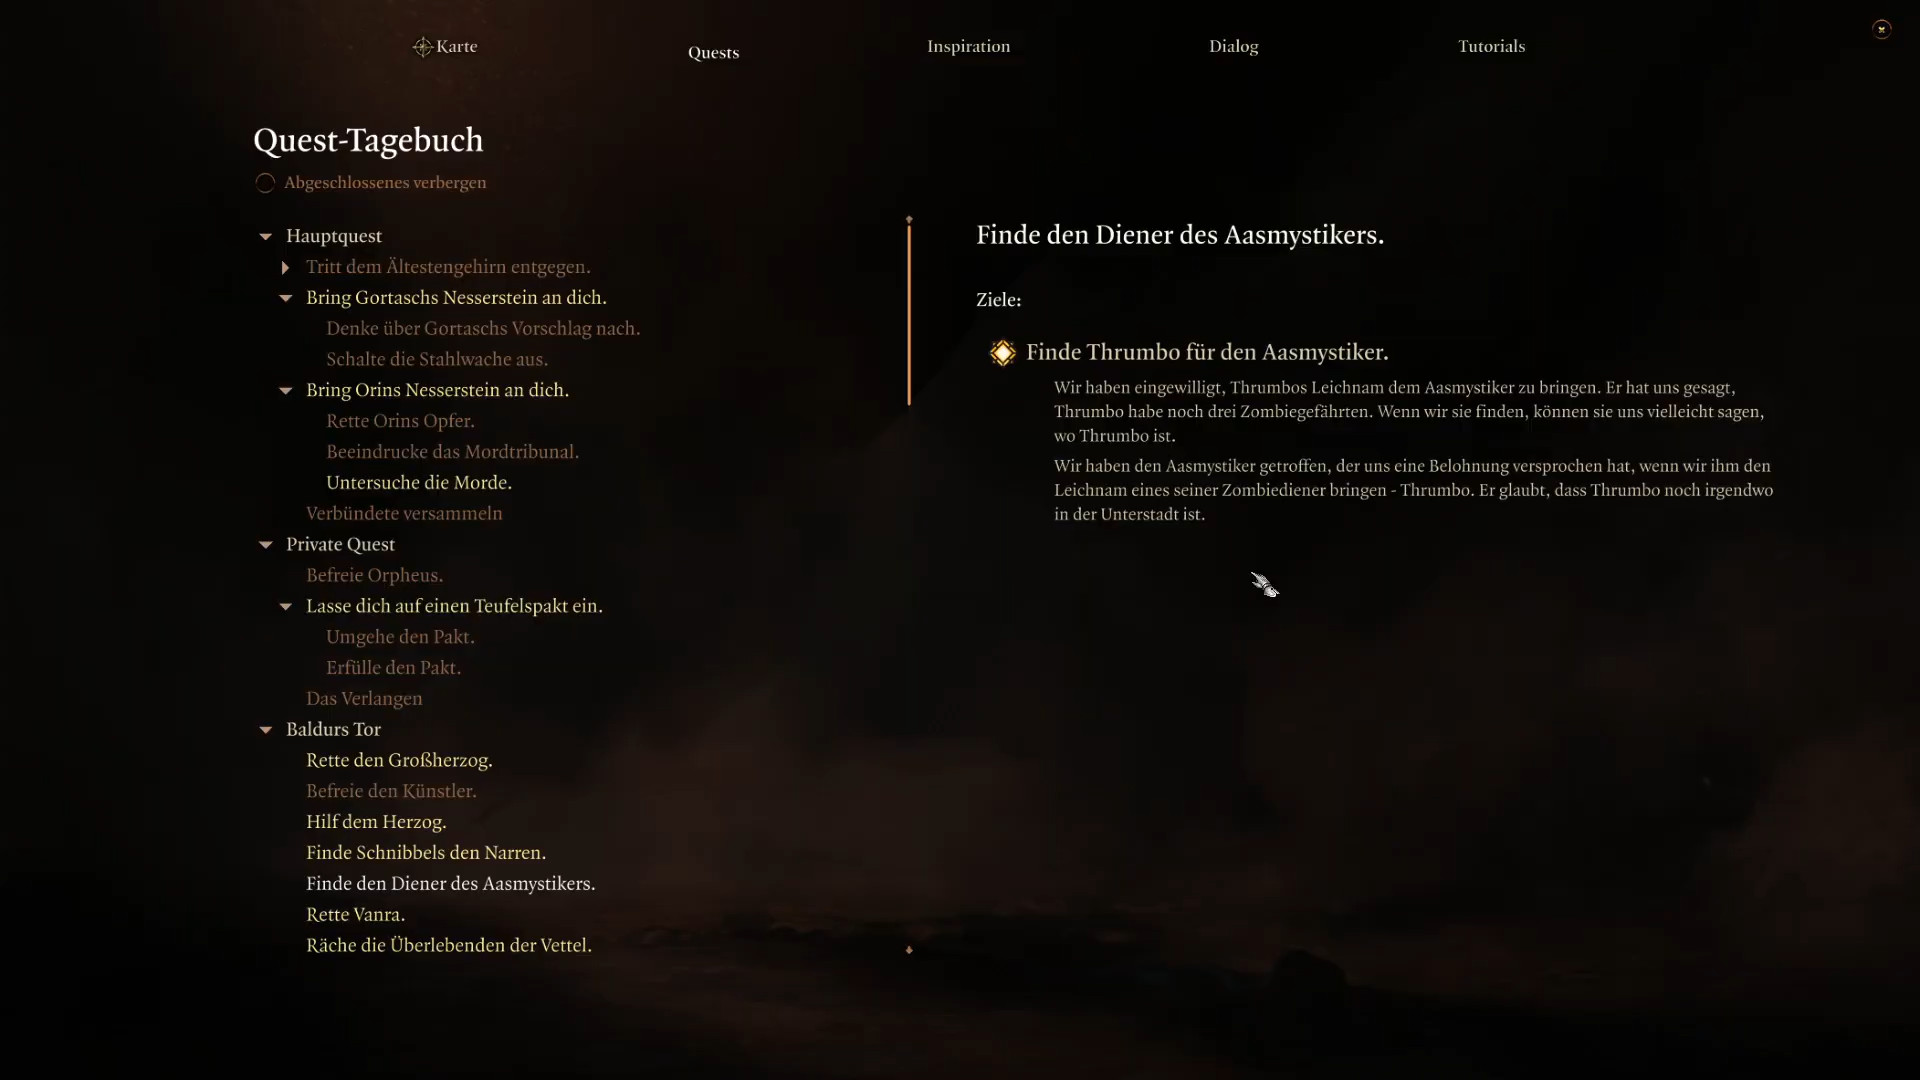 Karte
Quests
Inspiration
Dialog
Tutorials
Quest-Tagebuch
Abgeschlossenes verbergen
Hauptquest
Tritt dem Ältestengehirn entgegen.
Bring Gortaschs Nesserstein an dich.
Denke über Gortaschs Vorschlag nach.
Schalte die Stahlwache aus.
Bring Orins Nesserstein an dich.
Rette Orins Opfer.
Beeindrucke das Mordtribunal.
Untersuche die Morde.
Verbündete versammeln
Private Quest
Befreie Orpheus.
Lasse dich auf einen Teufelspakt ein.
Umgehe den Pakt.
Erfülle den Pakt.
Das Verlangen
Baldurs Tor
Rette den Großherzog.
Befreie den Künstler.
Hilf dem Herzog.
Finde Schnibbels den Narren.
Finde den Diener des Aasmystikers.
Rette Vanra.
Räche die Überlebenden der Vettel.
Finde den Diener des Aasmystikers.
Ziele:
Finde Thrumbo für den Aasmystiker.
Wir haben eingewilligt, Thrumbos Leichnam dem Aasmystiker zu bringen. Er hat uns gesagt,
Thrumbo habe noch drei Zombiegefährten. Wenn wir sie finden, können sie uns vielleicht sagen,
wo Thrumbo ist.
Wir haben den Aasmystiker getroffen, der uns eine Belohnung versprochen hat, wenn wir ihm den
Leichnam eines seiner Zombiediener bringen - Thrumbo. Er glaubt, dass Thrumbo noch irgendwo
in der Unterstadt ist.